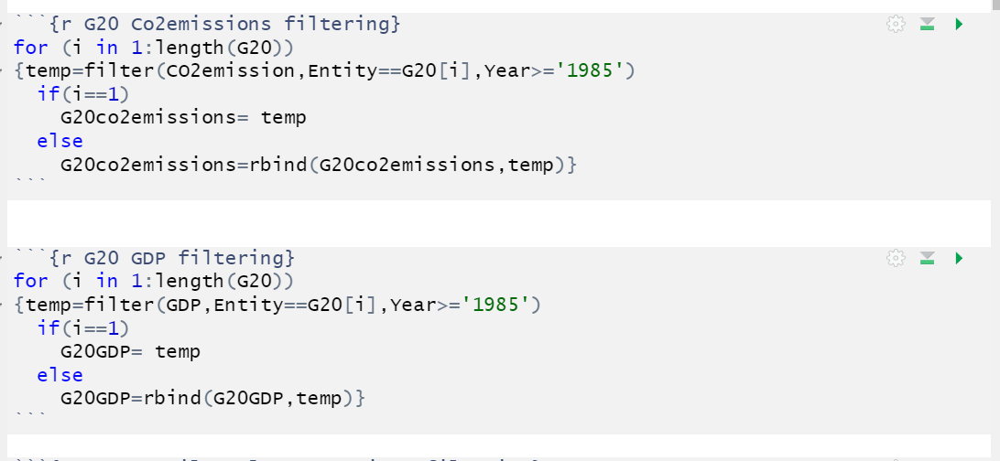 ```{r G20 Co2emissions filtering}
for (i in 1:length(G20))
{temp=filter(CO2emission,Entity==G20[i],Year>='1985')
  if(i==1)
    G20co2emissions= temp
  else
    G20co2emissions=rbind(G20co2emissions,temp)}
```
```{r G20 GDP filtering}
for (i in 1:length(G20))
{temp=filter(GDP,Entity==G20[i],Year>='1985')
  if(i==1)
    G20GDP= temp
  else
    G20GDP=rbind(G20GDP,temp)}
```